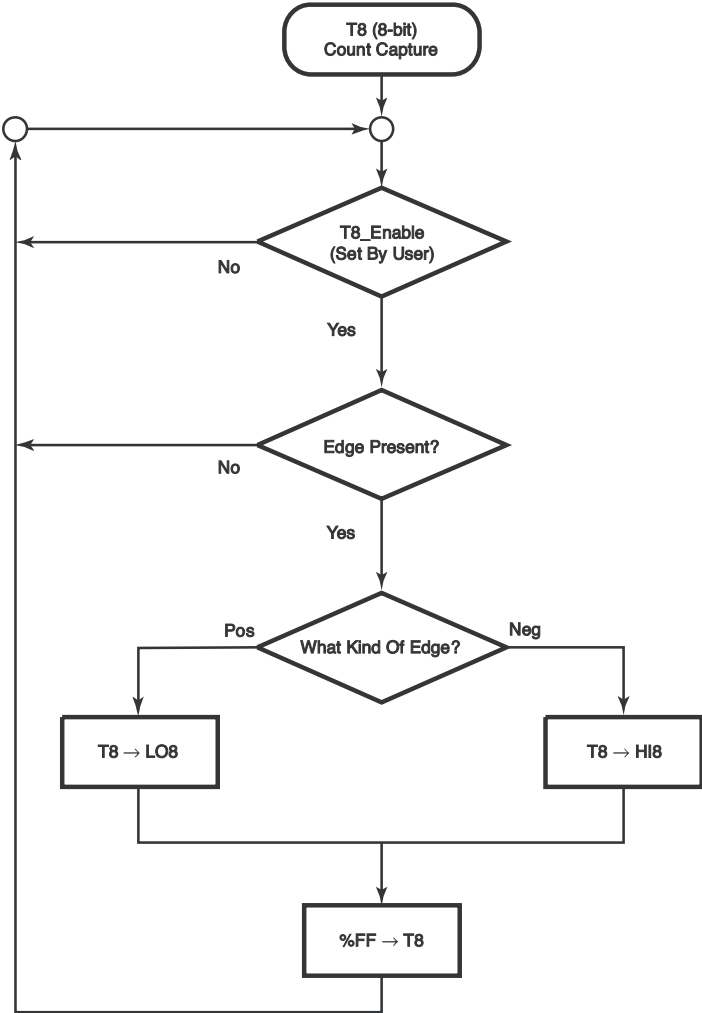 T8 (8-bit)
Count Capture
T8_Enable
(Set By User)
No
Yes
Edge Present?
No
Yes
Pos
What Kind Of Edge?
Neg
T8 → LO8
T8 → HI8
%FF → T8